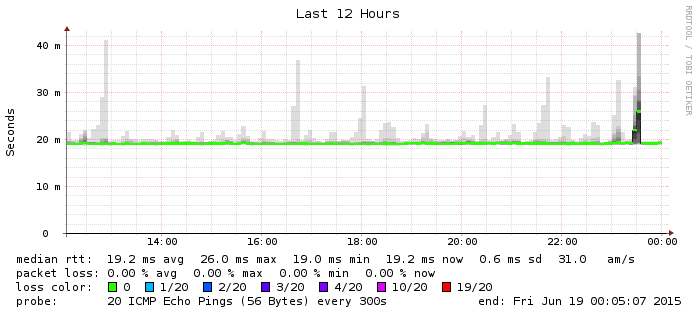 Last 12 Hours
RRDTOOL / TOBI OETIKER
Seconds
40 m
30 m
20 m
10 m
0
14:00 16:00 18:00 20:00 22:00 00:00
median rtt: 19.2 ms avg 26.0 ms max 19.0 ms min 19.2 ms now 0.6 ms sd 31.0 am/s
packet loss: 0.00 % avg 0.00 % max 0.00 % min 0.00 % now
loss color: 0 1/20 2/20 3/20 4/20 10/20 19/20
probe: 20 ICMP Echo Pings (56 Bytes) every 300s end: Fri Jun 19 00:05:07 2015